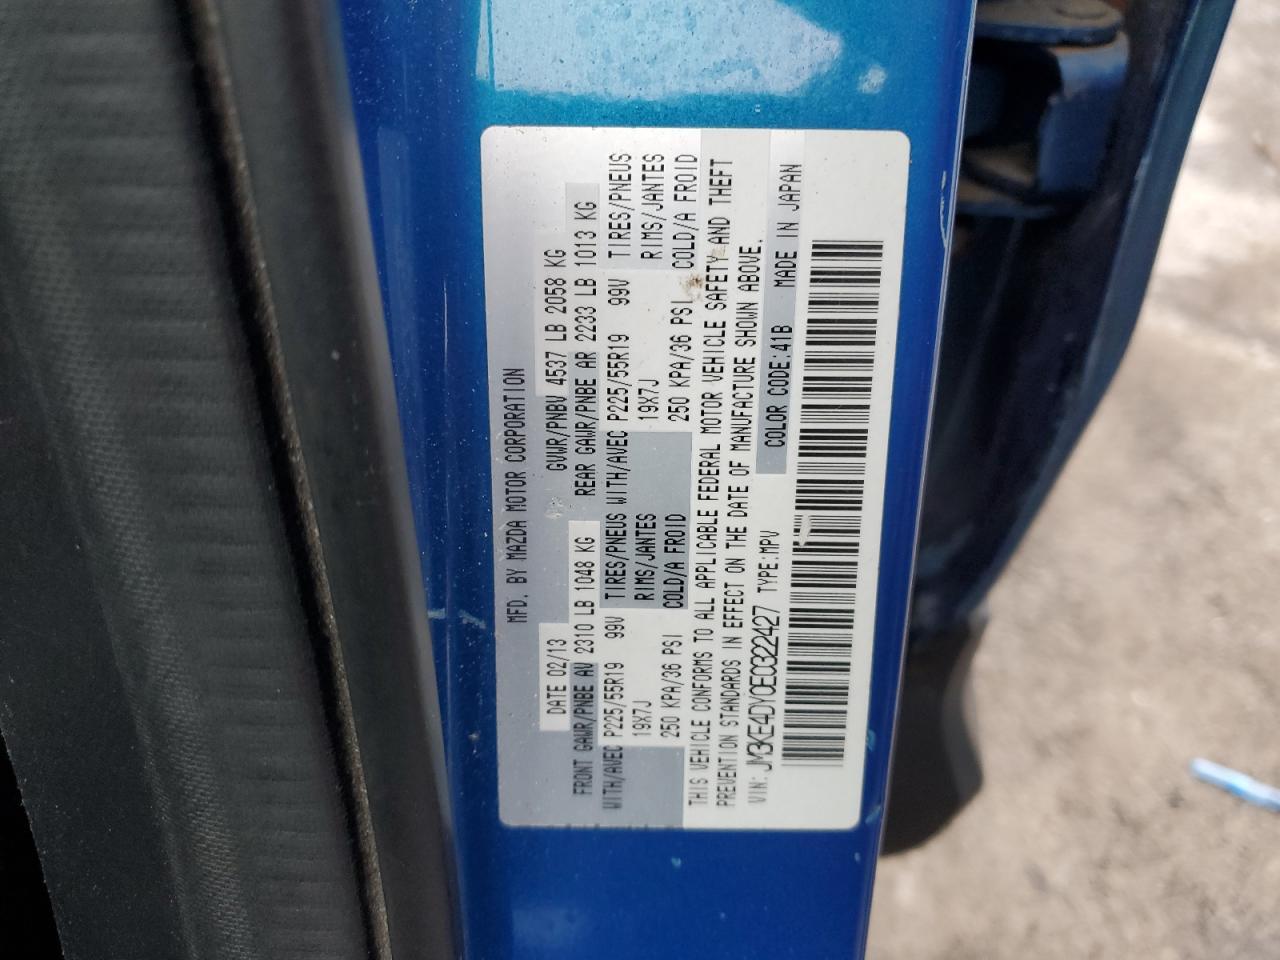 MFD. BY MAZDA MOTOR CORPORATION
DATE 02/13 GVWR/PNBV 4537 LB 2058 KG
FRONT GAWR/PNBE AV 2310 LB 1048 KG REAR GAWR/PNBE AR 2233 LB 1013 KG
WITH/AVEC P225/55R19 99V TIRES/PNEUS WITH/AVEC P225/55R19 99V TIRES/PNEUS
19X7J RIMS/JANTES 19X7J RIMS/JANTES
250 KPA/36 PSI COLD/A FROID 250 KPA/36 PSI COLD/A FROID
THIS VEHICLE CONFORMS TO ALL APPLICABLE FEDERAL MOTOR VEHICLE SAFETY AND THEFT
PREVENTION STANDARDS IN EFFECT ON THE DATE OF MANUFACTURE SHOWN ABOVE.
VIN: JM3KE4DY0E0322427 TYPE:MPV COLOR CODE:41B MADE IN JAPAN